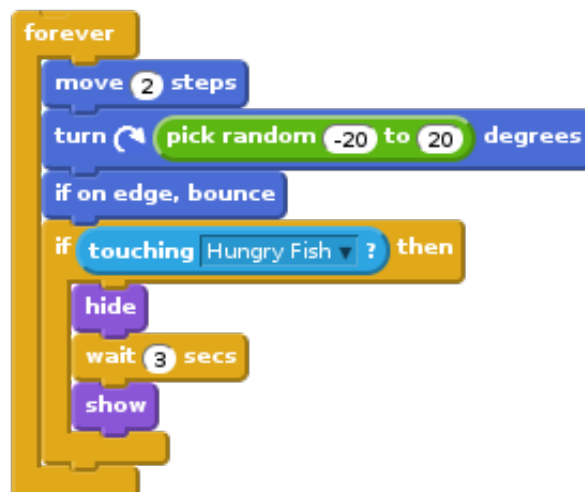 forever
move 2 steps
turn pick random -20 to 20 degrees
if on edge, bounce
if touching Hungry Fish ? then
hide
wait 3 secs
show